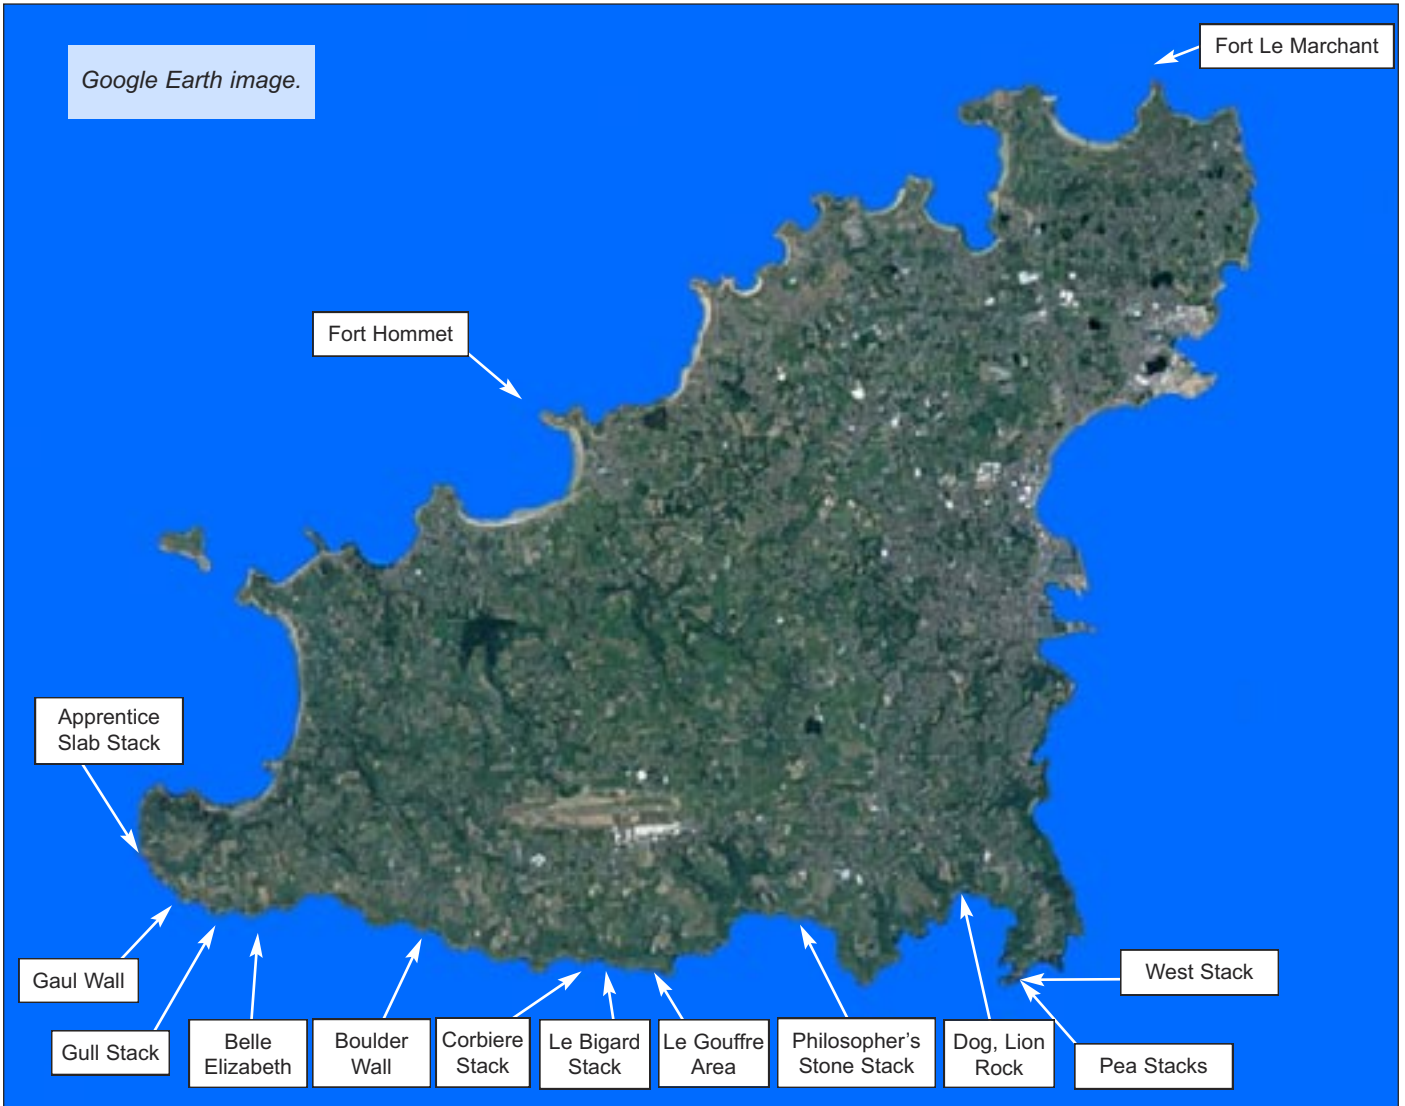 Google Earth image.
Fort Le Marchant
Fort Hommet
Apprentice
Slab Stack
Gaul Wall
Gull Stack
Belle
Elizabeth
Boulder
Wall
Corbiere
Stack
Le Bigard
Stack
Le Gouffre
Area
Philosopher’s
Stone Stack
Dog, Lion
Rock
West Stack
Pea Stacks